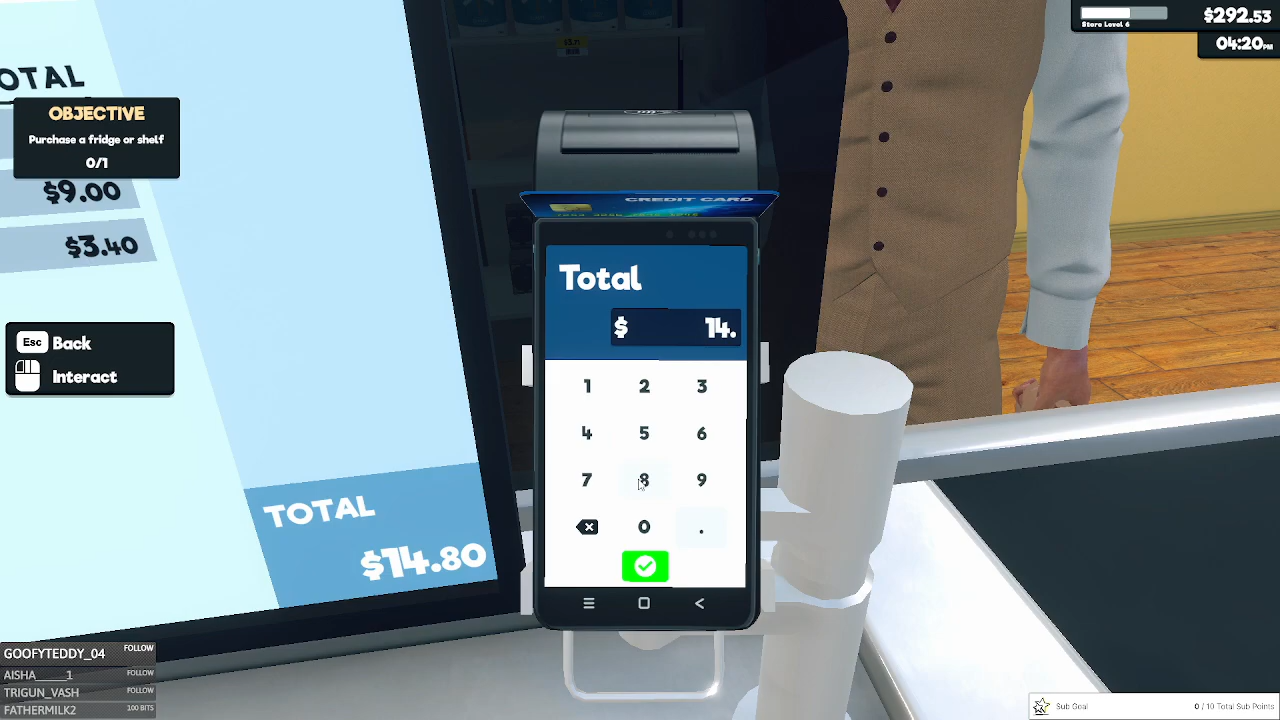 $292.53
Store Level 6
04:20PM
OTAL
OBJECTIVE
Purchase a fridge or shelf
0/1
$9.00
$3.40
CREDIT CARD
Total
$ 14.
Esc Back
Interact
1 2 3
4 5 6
7 8 9
0 .
TOTAL
$14.80
GOOFYTEDDY_04 FOLLOW
AISHA_____1 FOLLOW
TRIGUN_VASH FOLLOW
FATHERMILK2 100 BITS
Sub Goal 0 / 10 Total Sub Points